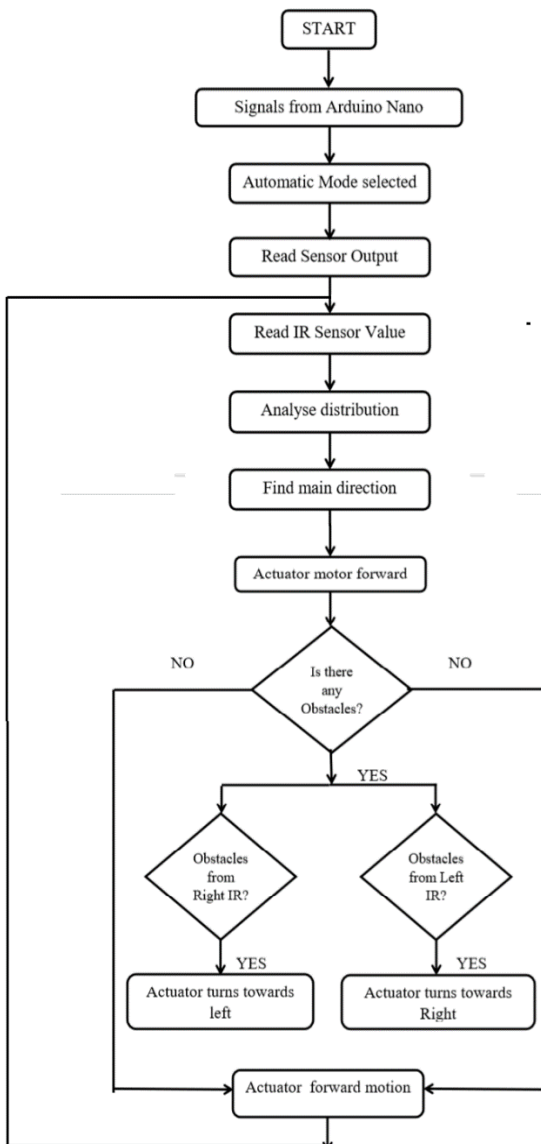 START
Signals from Arduino Nano
Automatic Mode selected
Read Sensor Output
Read IR Sensor Value
Analyse distribution
Find main direction
Actuator motor forward
NO
NO
Is there
any
Obstacles?
YES
Obstacles
from
Right IR?
Obstacles
from Left
IR?
YES
YES
Actuator turns towards
left
Actuator turns towards
Right
Actuator forward motion